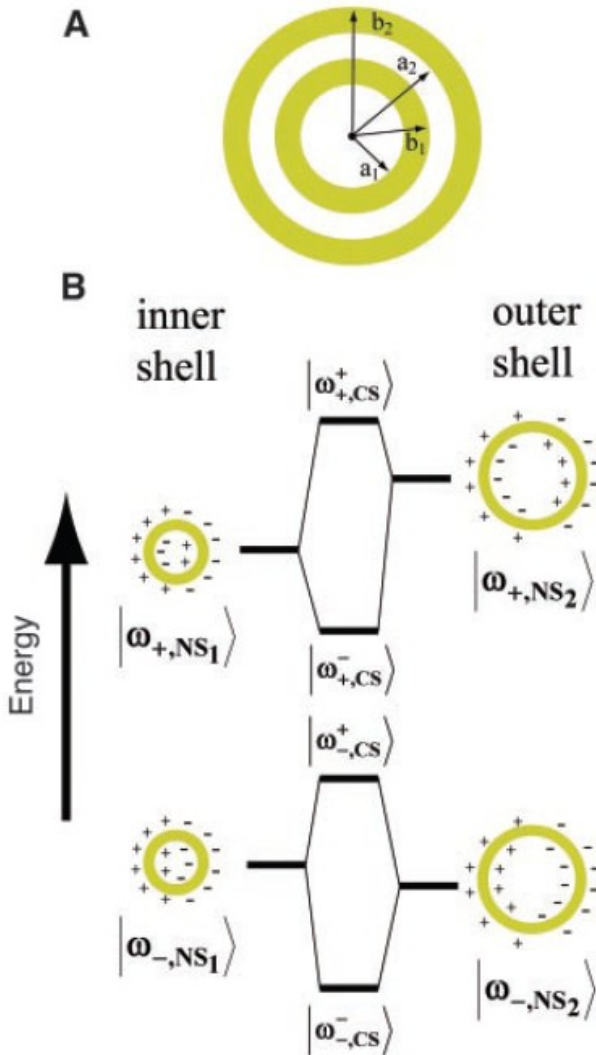 A
b₂
a₂
b₁
a₁
B
inner shell
outer shell
|ω⁺₊,CS⟩
|ω₊,NS₁⟩
|ω₊,NS₂⟩
|ω⁻₊,CS⟩
Energy
|ω⁺₋,CS⟩
|ω₋,NS₁⟩
|ω₋,NS₂⟩
|ω⁻₋,CS⟩